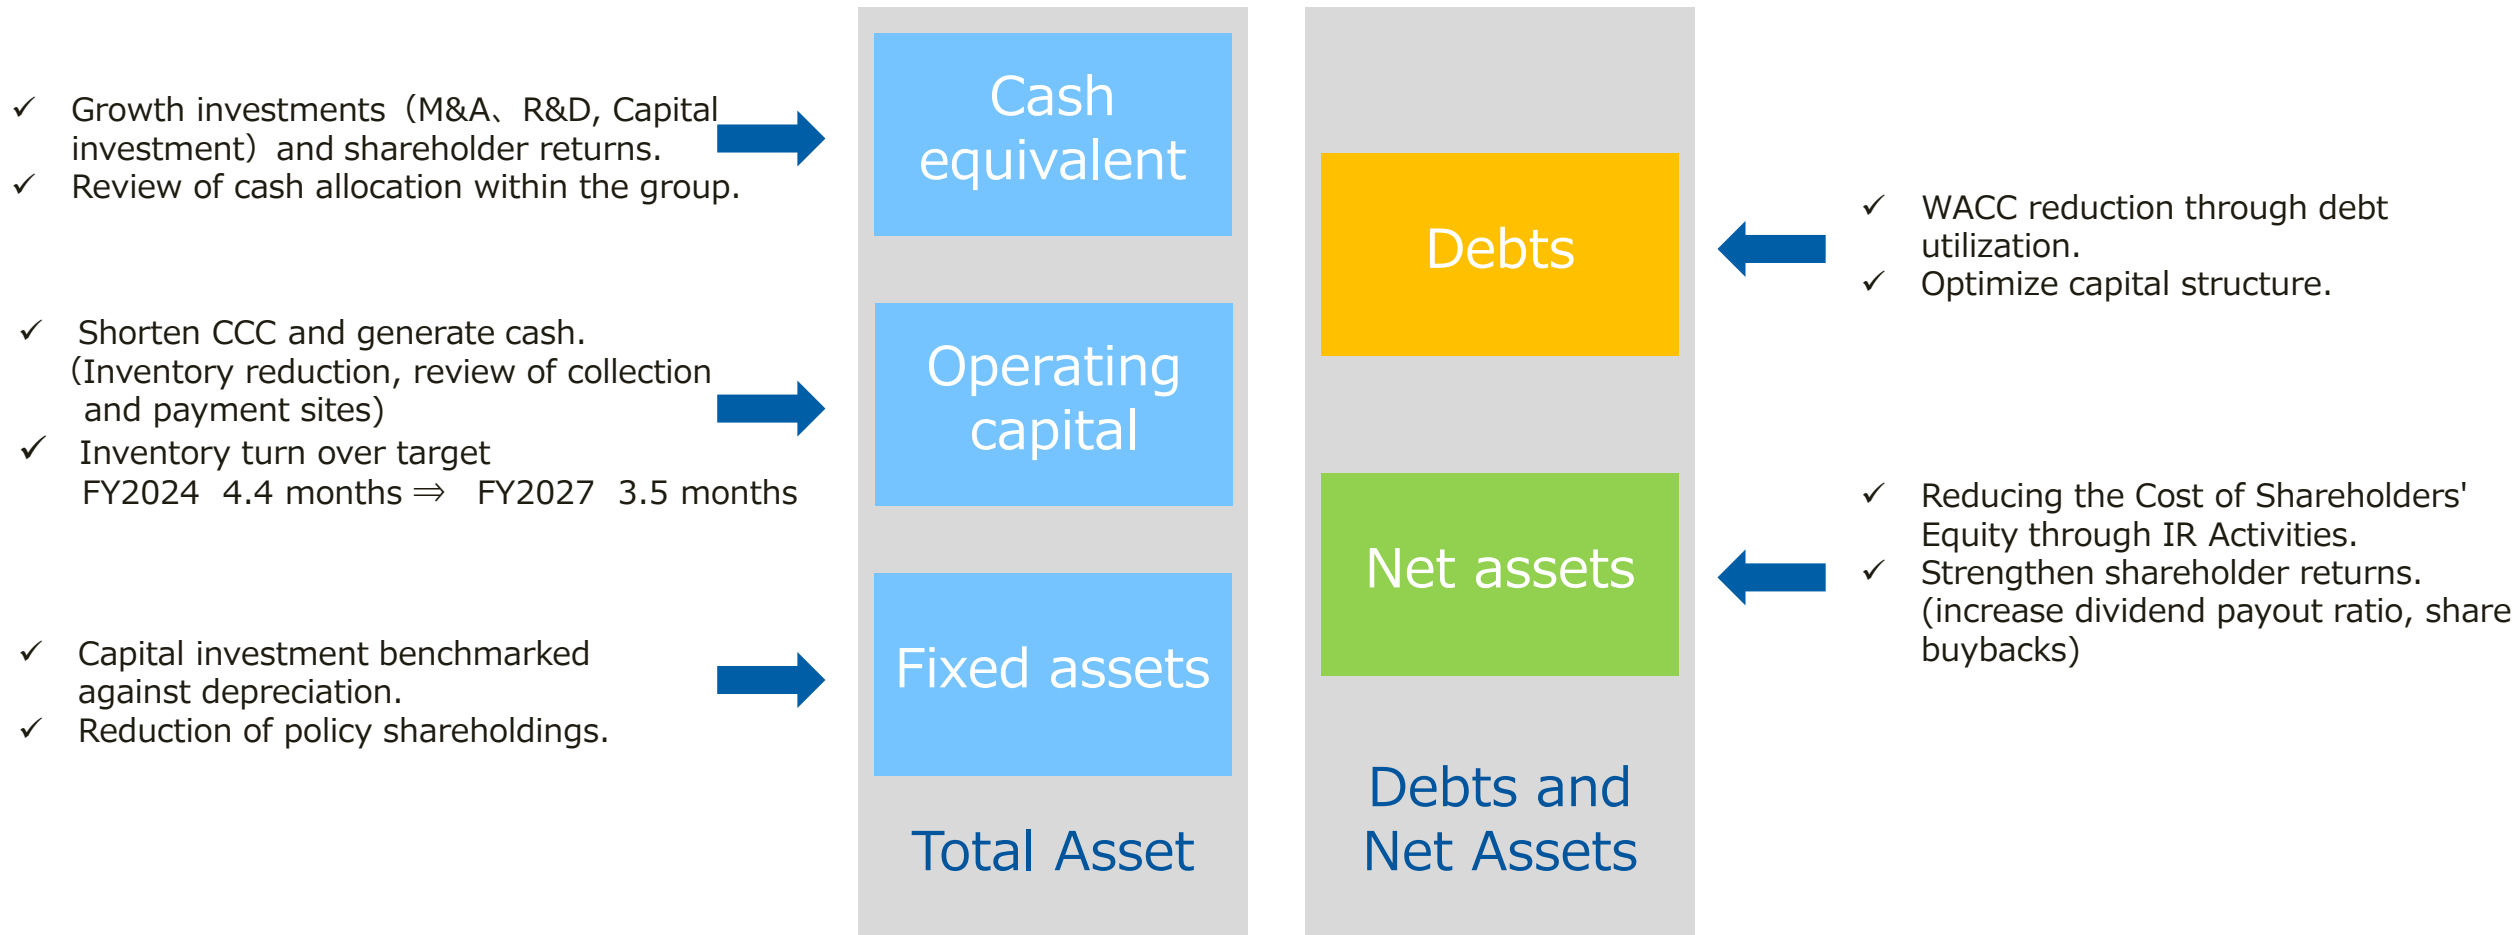 ✓ Growth investments（M&A、R&D, Capital
investment）and shareholder returns.
✓ Review of cash allocation within the group.
✓ Shorten CCC and generate cash.
（Inventory reduction, review of collection
and payment sites)
✓ Inventory turn over target
FY2024 4.4 months ⇒ FY2027 3.5 months
✓ Capital investment benchmarked
against depreciation.
✓ Reduction of policy shareholdings.
Cash
equivalent
Operating
capital
Fixed assets
Total Asset
Debts
Net assets
Debts and
Net Assets
✓ WACC reduction through debt
utilization.
✓ Optimize capital structure.
✓ Reducing the Cost of Shareholders'
Equity through IR Activities.
✓ Strengthen shareholder returns.
(increase dividend payout ratio, share
buybacks)